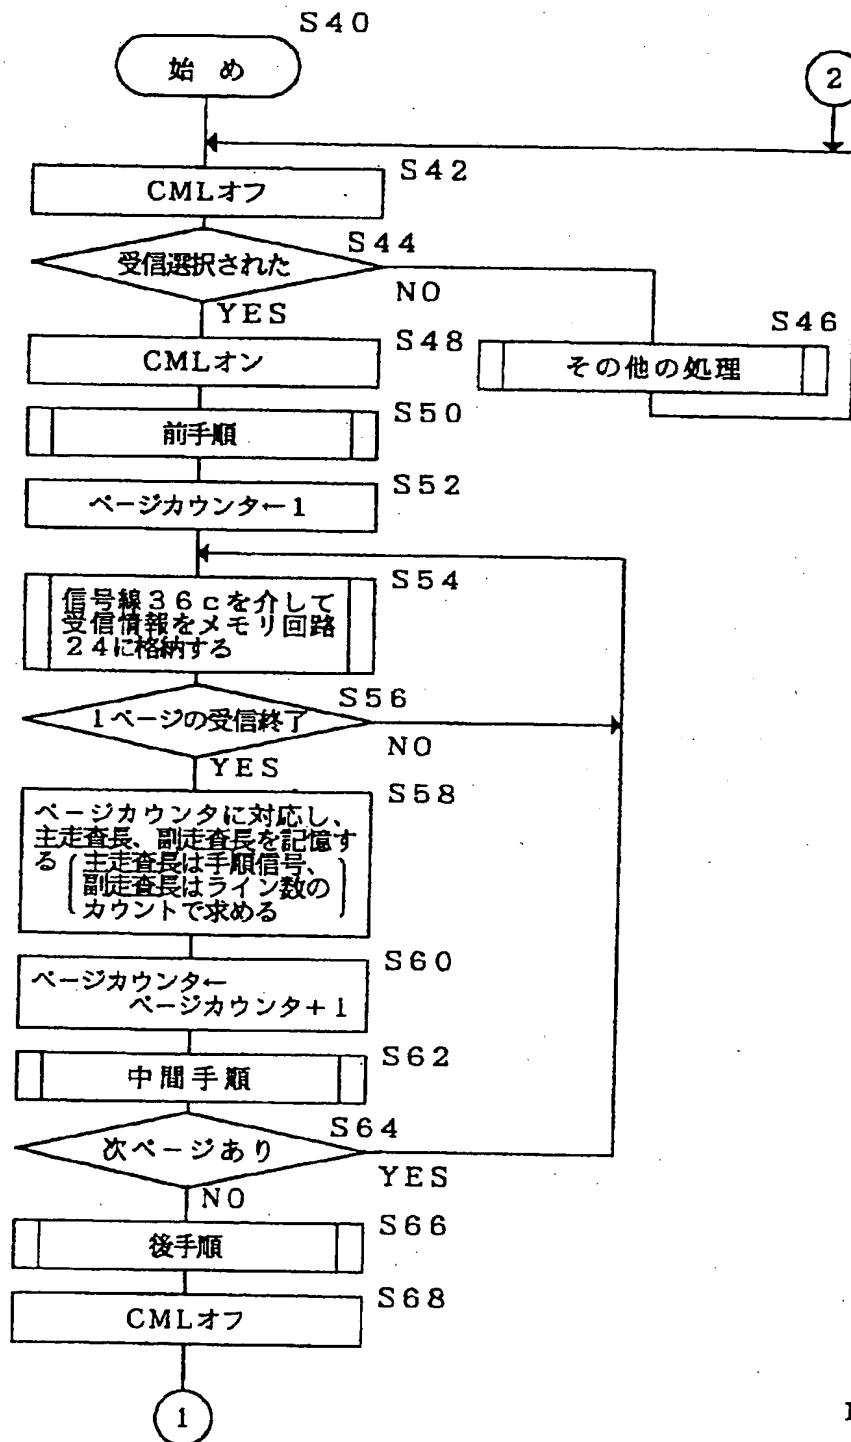 S40
始め
2
S42
CMLオフ
S44
受信選択された
NO
YES
S46
その他の処理
S48
CMLオン
S50
前手順
S52
ページカウンター←1
S54
信号線36cを介して
受信情報をメモリ回路
24に格納する
S56
1ページの受信終了
NO
YES
S58
ページカウンタに対応し、
主走査長、副走査長を記憶す
る(主走査長は手順信号、
副走査長はライン数の
カウントで求める)
S60
ページカウンタ←
ページカウンタ+1
S62
中間手順
S64
次ページあり
YES
NO
S66
後手順
S68
CMLオフ
1